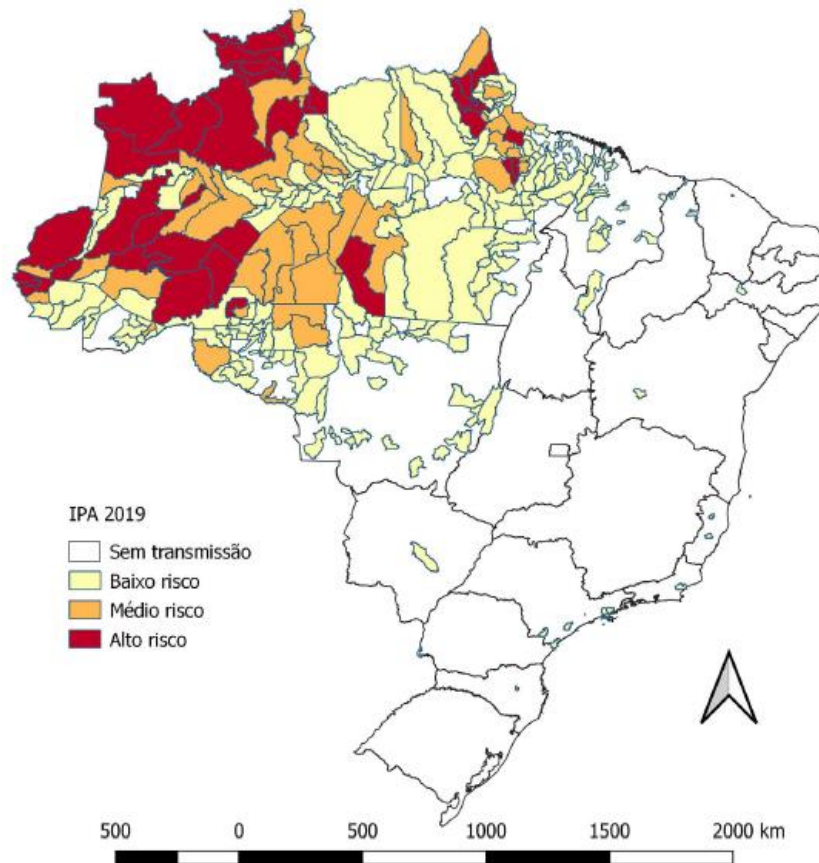 IPA 2019
Sem transmissão
Baixo risco
Médio risco
Alto risco
500 0 500 1000 1500 2000 km